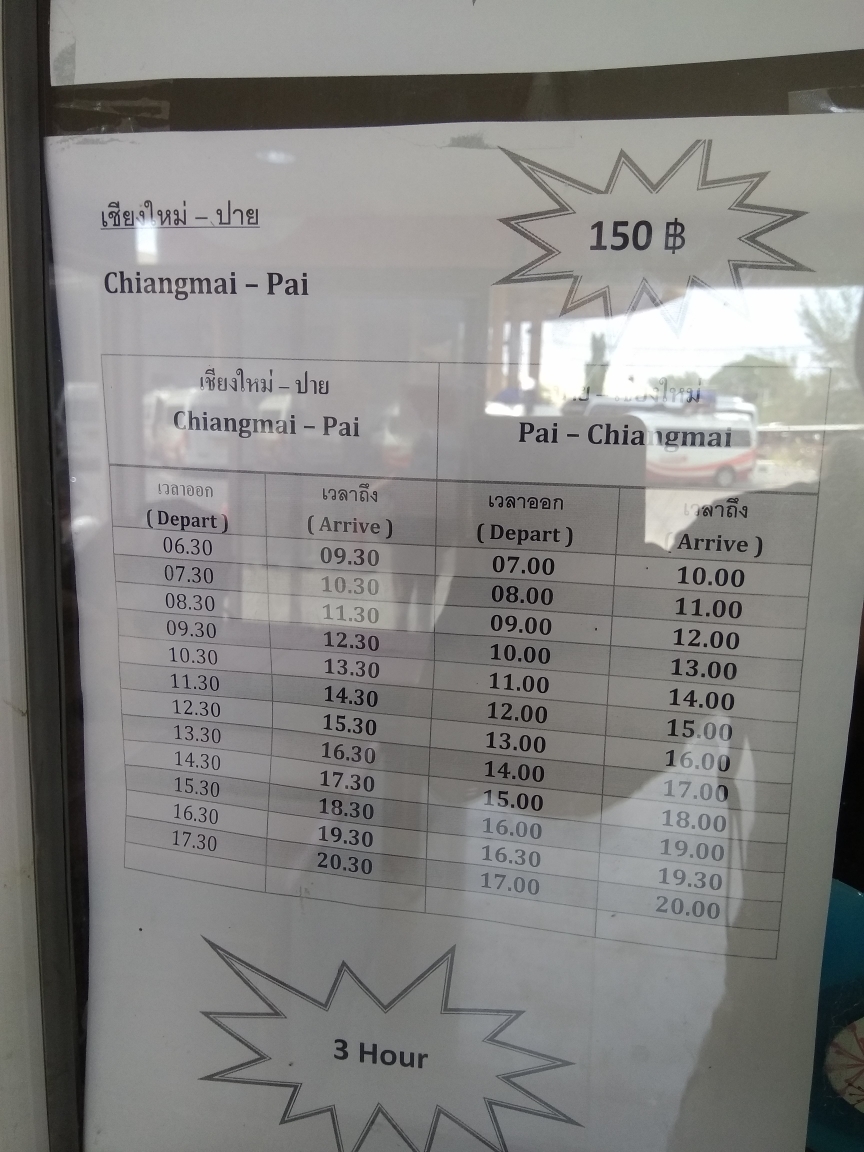 เชียงใหม่ – ปาย
150 ฿
Chiangmai – Pai
เชียงใหม่ – ปาย
– เชียงใหม่
Chiangmai – Pai
Pai – Chiangmai
เวลาออก เวลาถึง เวลาออก เวลาถึง
( Depart ) ( Arrive ) ( Depart ) ( Arrive )
06.30 09.30 07.00 10.00
07.30 10.30 08.00 11.00
08.30 11.30 09.00 12.00
09.30 12.30 10.00 13.00
10.30 13.30 11.00 14.00
11.30 14.30 12.00 15.00
12.30 15.30 13.00 16.00
13.30 16.30 14.00 17.00
14.30 17.30 15.00 18.00
15.30 18.30 16.00 19.00
16.30 19.30 16.30 19.30
17.30 20.30 17.00 20.00
3 Hour